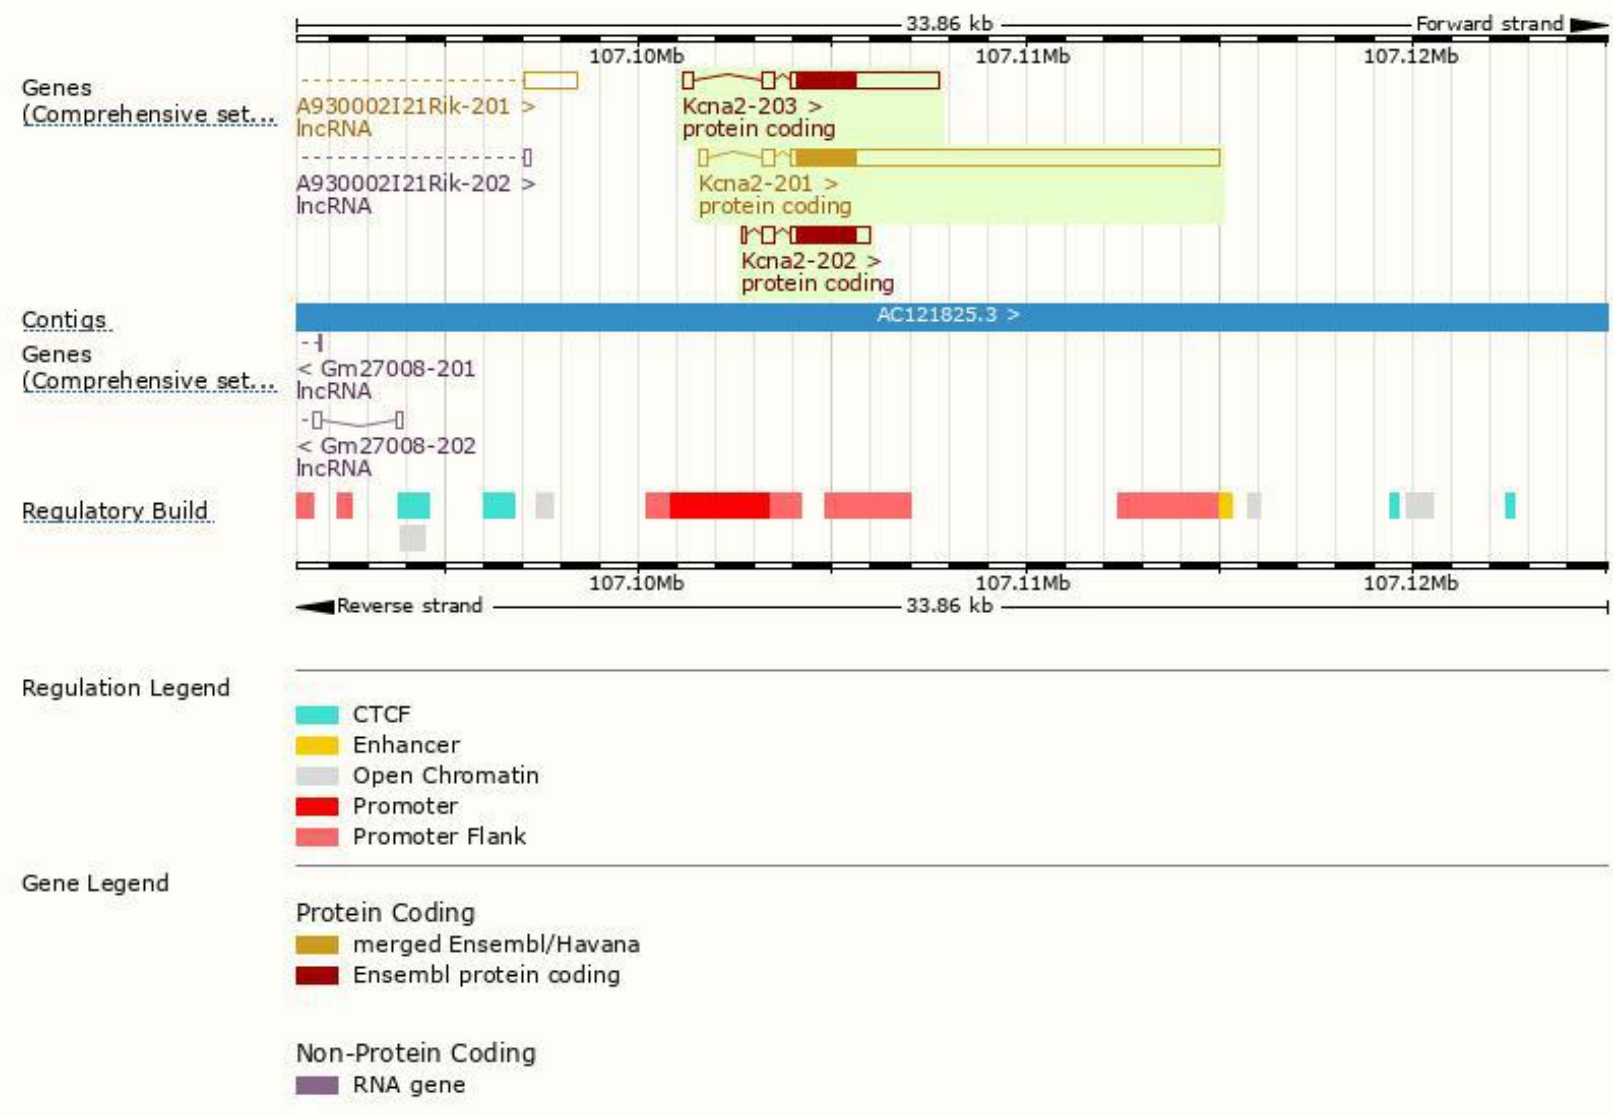 33.86 kb Forward strand
107.10Mb 107.11Mb 107.12Mb
Genes
(Comprehensive set...
A930002I21Rik-201 >
lncRNA
Kcna2-203 >
protein coding
A930002I21Rik-202 >
lncRNA
Kcna2-201 >
protein coding
Kcna2-202 >
protein coding
Contigs
AC121825.3 >
Genes
(Comprehensive set...
< Gm27008-201
lncRNA
< Gm27008-202
lncRNA
Regulatory Build
107.10Mb 107.11Mb 107.12Mb
Reverse strand 33.86 kb
Regulation Legend
CTCF
Enhancer
Open Chromatin
Promoter
Promoter Flank
Gene Legend
Protein Coding
merged Ensembl/Havana
Ensembl protein coding
Non-Protein Coding
RNA gene